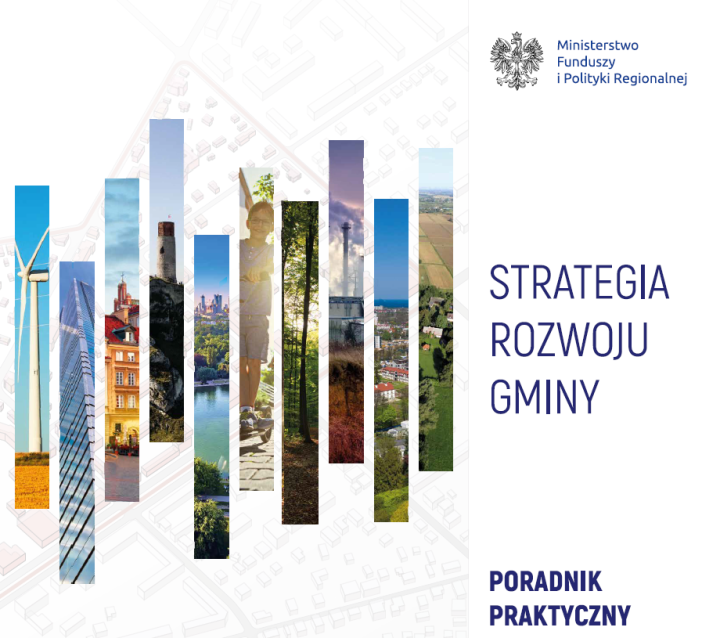 Ministerstwo
Funduszy
i Polityki Regionalnej
STRATEGIA
ROZWOJU
GMINY
PORADNIK
PRAKTYCZNY